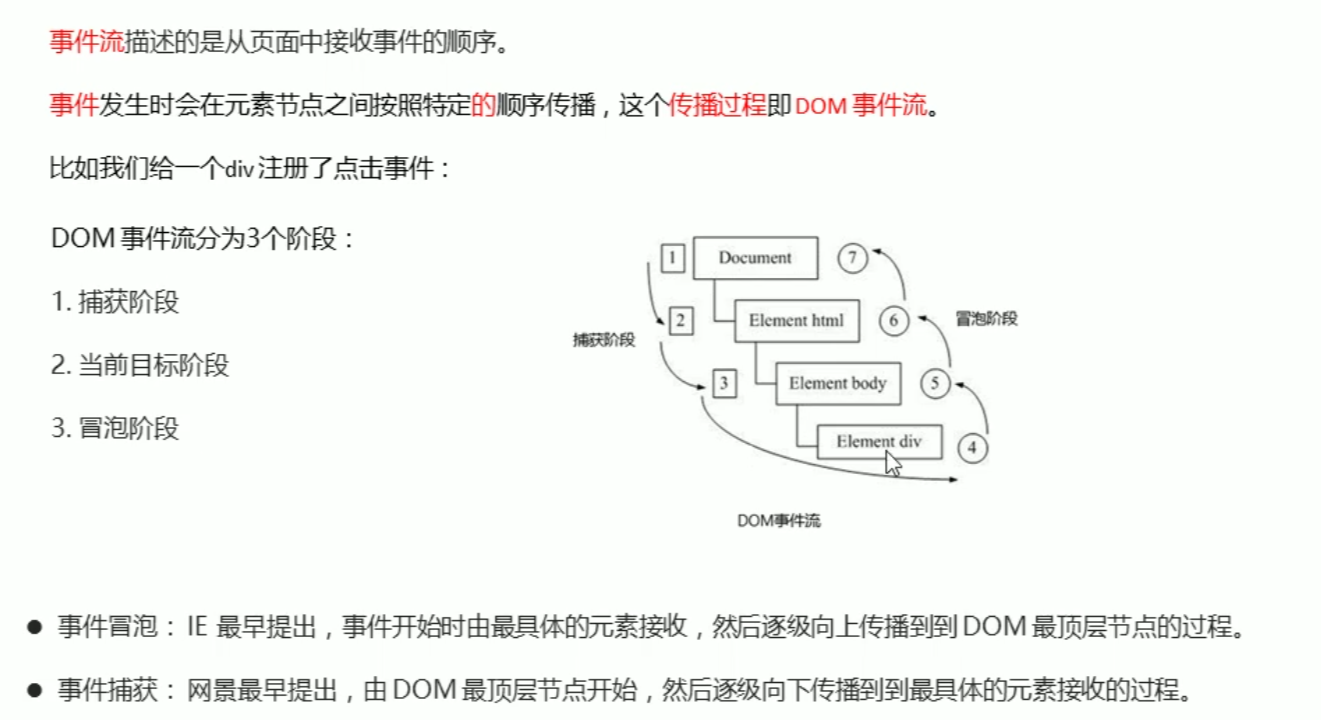 事件流描述的是从页面中接收事件的顺序。
事件发生时会在元素节点之间按照特定的顺序传播，这个传播过程即DOM事件流。
比如我们给一个div注册了点击事件：
DOM 事件流分为3个阶段：
1. 捕获阶段
2. 当前目标阶段
3. 冒泡阶段
1 Document 7
2 Element html 6 冒泡阶段
捕获阶段
3 Element body 5
Element div 4
DOM事件流
● 事件冒泡： IE 最早提出，事件开始时由最具体的元素接收，然后逐级向上传播到到 DOM 最顶层节点的过程。
● 事件捕获： 网景最早提出，由 DOM 最顶层节点开始，然后逐级向下传播到到最具体的元素接收的过程。